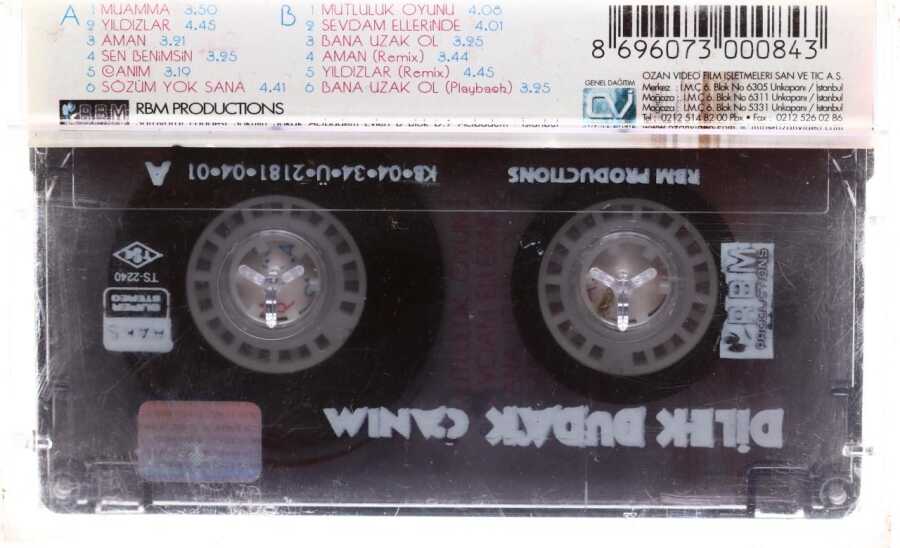 A
1 MUAMMA 3.50
2 YILDIZLAR 4.45
3 AMAN 3.21
4 SEN BENİMSİN 3.25
5 CANIM 3.19
6 SÖZÜM YOK SANA 4.41
B
1 MUTLULUK OYUNU 4.08
2 SEVDAM ELLERİNDE 4.01
3 BANA UZAK OL 3.25
4 AMAN (Remix) 3.44
5 YILDIZLAR (Remix) 4.45
6 BANA UZAK OL (Playback) 3.25
RBM RBM PRODUCTIONS
8 696073 000843
GENEL DAĞITIM
OZAN VİDEO FİLM İŞLETMELERİ SAN VE TİC A.Ş.
Merkez : İ.M.Ç 6. Blok No 6305 Unkapanı / İstanbul
Mağaza : İ.M.Ç 6. Blok No 6311 Unkapanı / İstanbul
Mağaza : İ.M.Ç 6. Blok No 5331 Unkapanı / İstanbul
Tel : 0212 514 82 00 Pbx • Fax : 0212 526 02 86
RBM PRODUCTIONS
KB•04•34•Ü•2181•04•01
A
TSE
TS-2240
SUPER
STEREO
RBM
DİLEK BUDAK CANIM